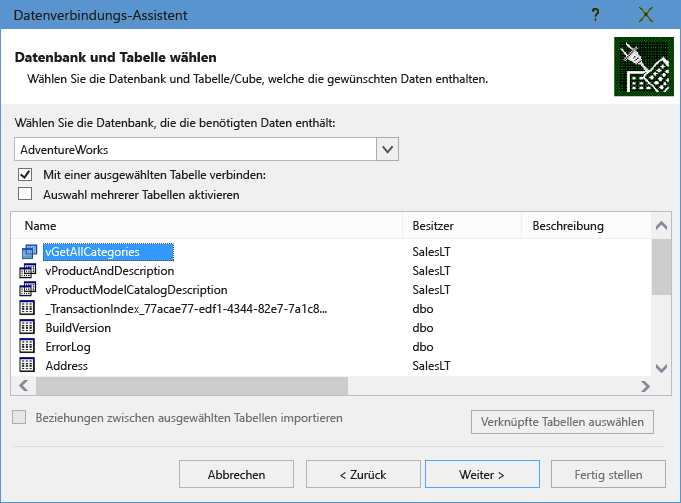 Datenverbindungs-Assistent ?
Datenbank und Tabelle wählen
Wählen Sie die Datenbank und Tabelle/Cube, welche die gewünschten Daten enthalten.
Wählen Sie die Datenbank, die die benötigten Daten enthält:
AdventureWorks
Mit einer ausgewählten Tabelle verbinden:
Auswahl mehrerer Tabellen aktivieren
Name Besitzer Beschreibung
vGetAllCategories SalesLT
vProductAndDescription SalesLT
vProductModelCatalogDescription SalesLT
_TransactionIndex_77acae77-edf1-4344-82e7-7a1c8... dbo
BuildVersion dbo
ErrorLog dbo
Address SalesLT
Beziehungen zwischen ausgewählten Tabellen importieren
Verknüpfte Tabellen auswählen
Abbrechen < Zurück Weiter > Fertig stellen